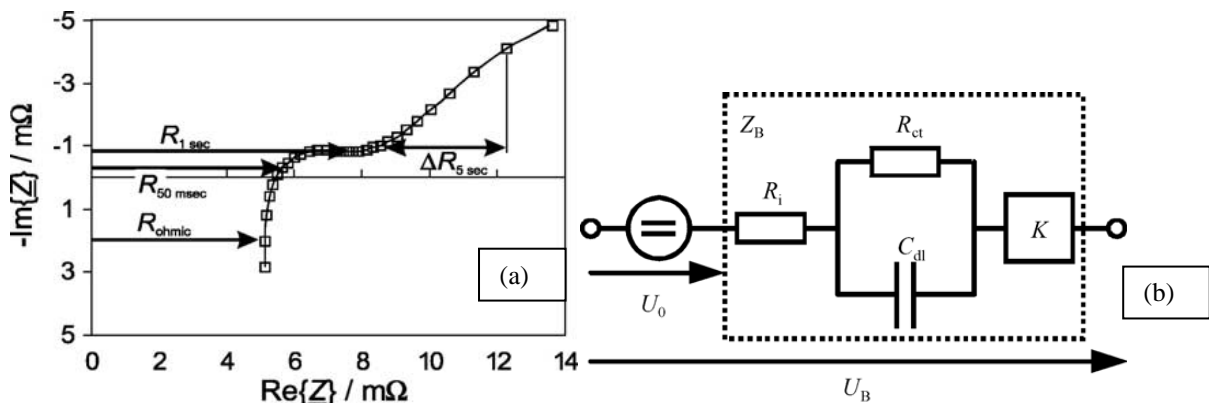 -5
-3
-1
1
3
5
-Im{Z} / mΩ
R1 sec
ΔR5 sec
R50 msec
Rohmic
(a)
0 2 4 6 8 10 12 14
Re{Z} / mΩ
ZB
Rct
Ri
Cdl
K
U0
UB
(b)